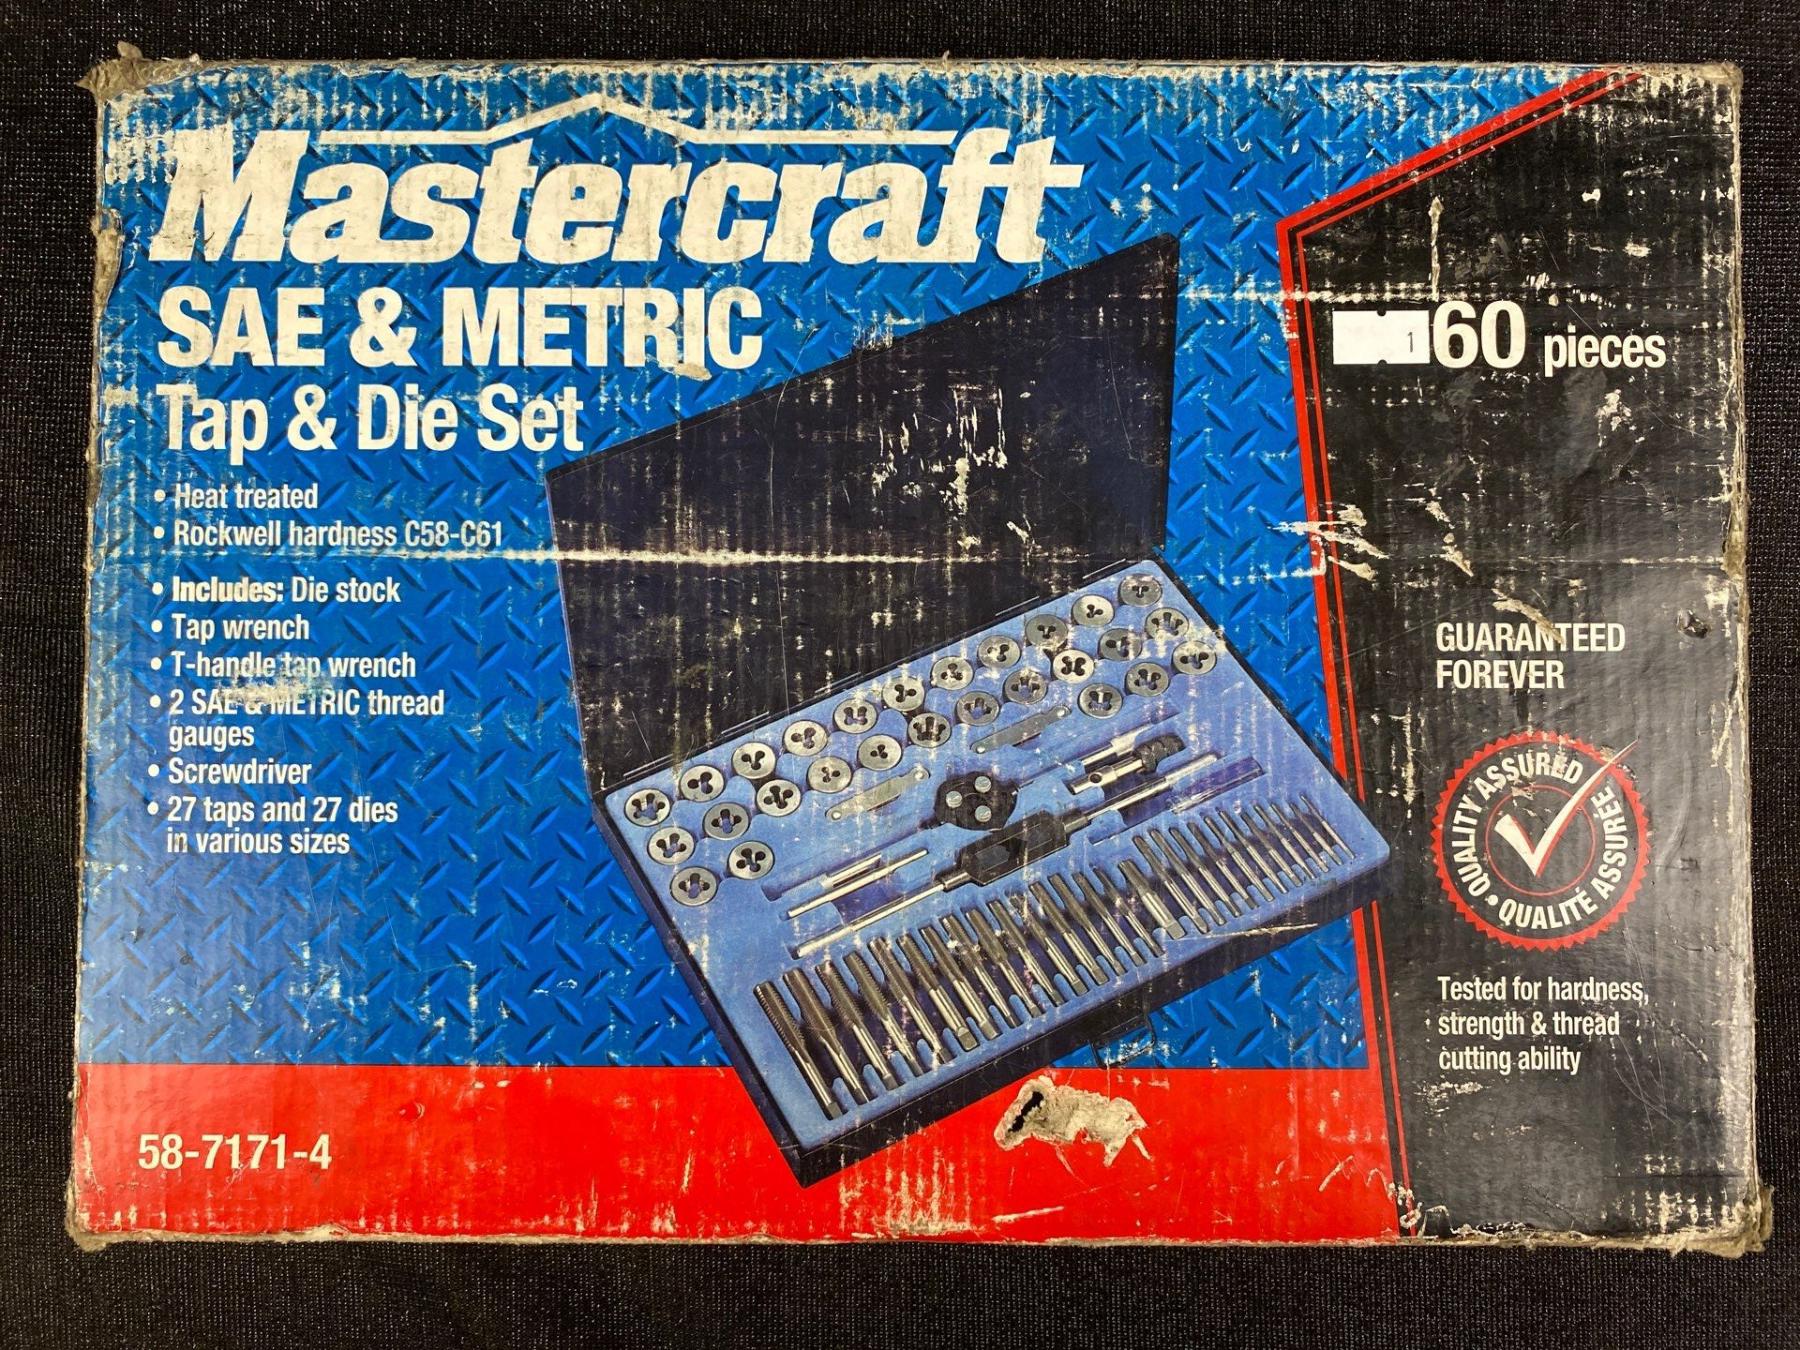 Mastercraft
SAE & METRIC
Tap & Die Set
• Heat treated
• Rockwell hardness C58-C61
• Includes: Die stock
• Tap wrench
• T-handle tap wrench
• 2 SAE & METRIC thread
gauges
• Screwdriver
• 27 taps and 27 dies
in various sizes
58-7171-4
1
60 pieces
GUARANTEED
FOREVER
QUALITY ASSURED
• QUALITÉ ASSURÉE
Tested for hardness,
strength & thread
cutting ability